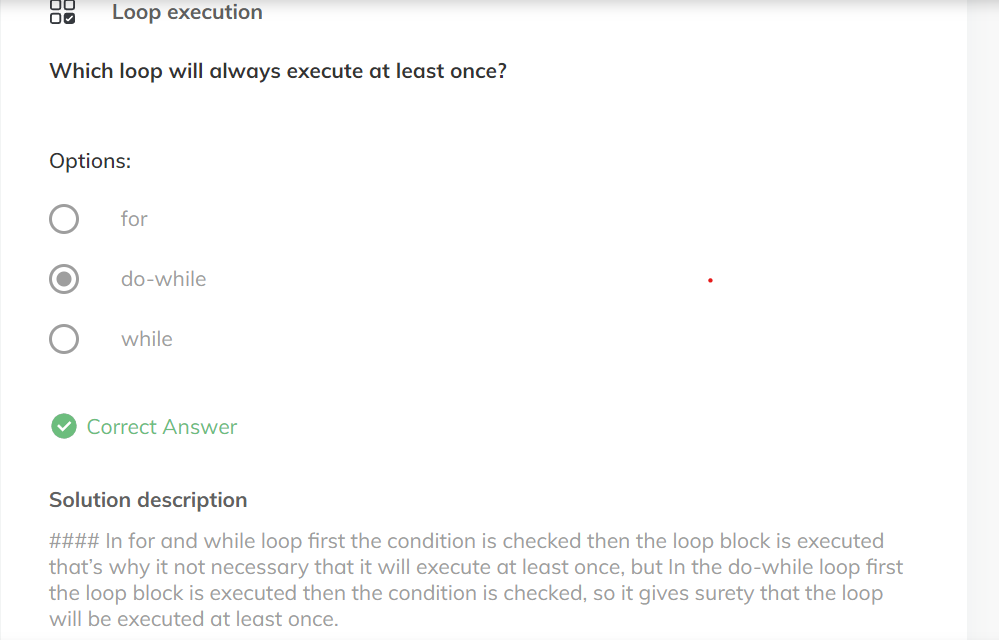 Loop execution
Which loop will always execute at least once?
Options:
for
do-while
while
Correct Answer
Solution description
#### In for and while loop first the condition is checked then the loop block is executed
that’s why it not necessary that it will execute at least once, but In the do-while loop first
the loop block is executed then the condition is checked, so it gives surety that the loop
will be executed at least once.